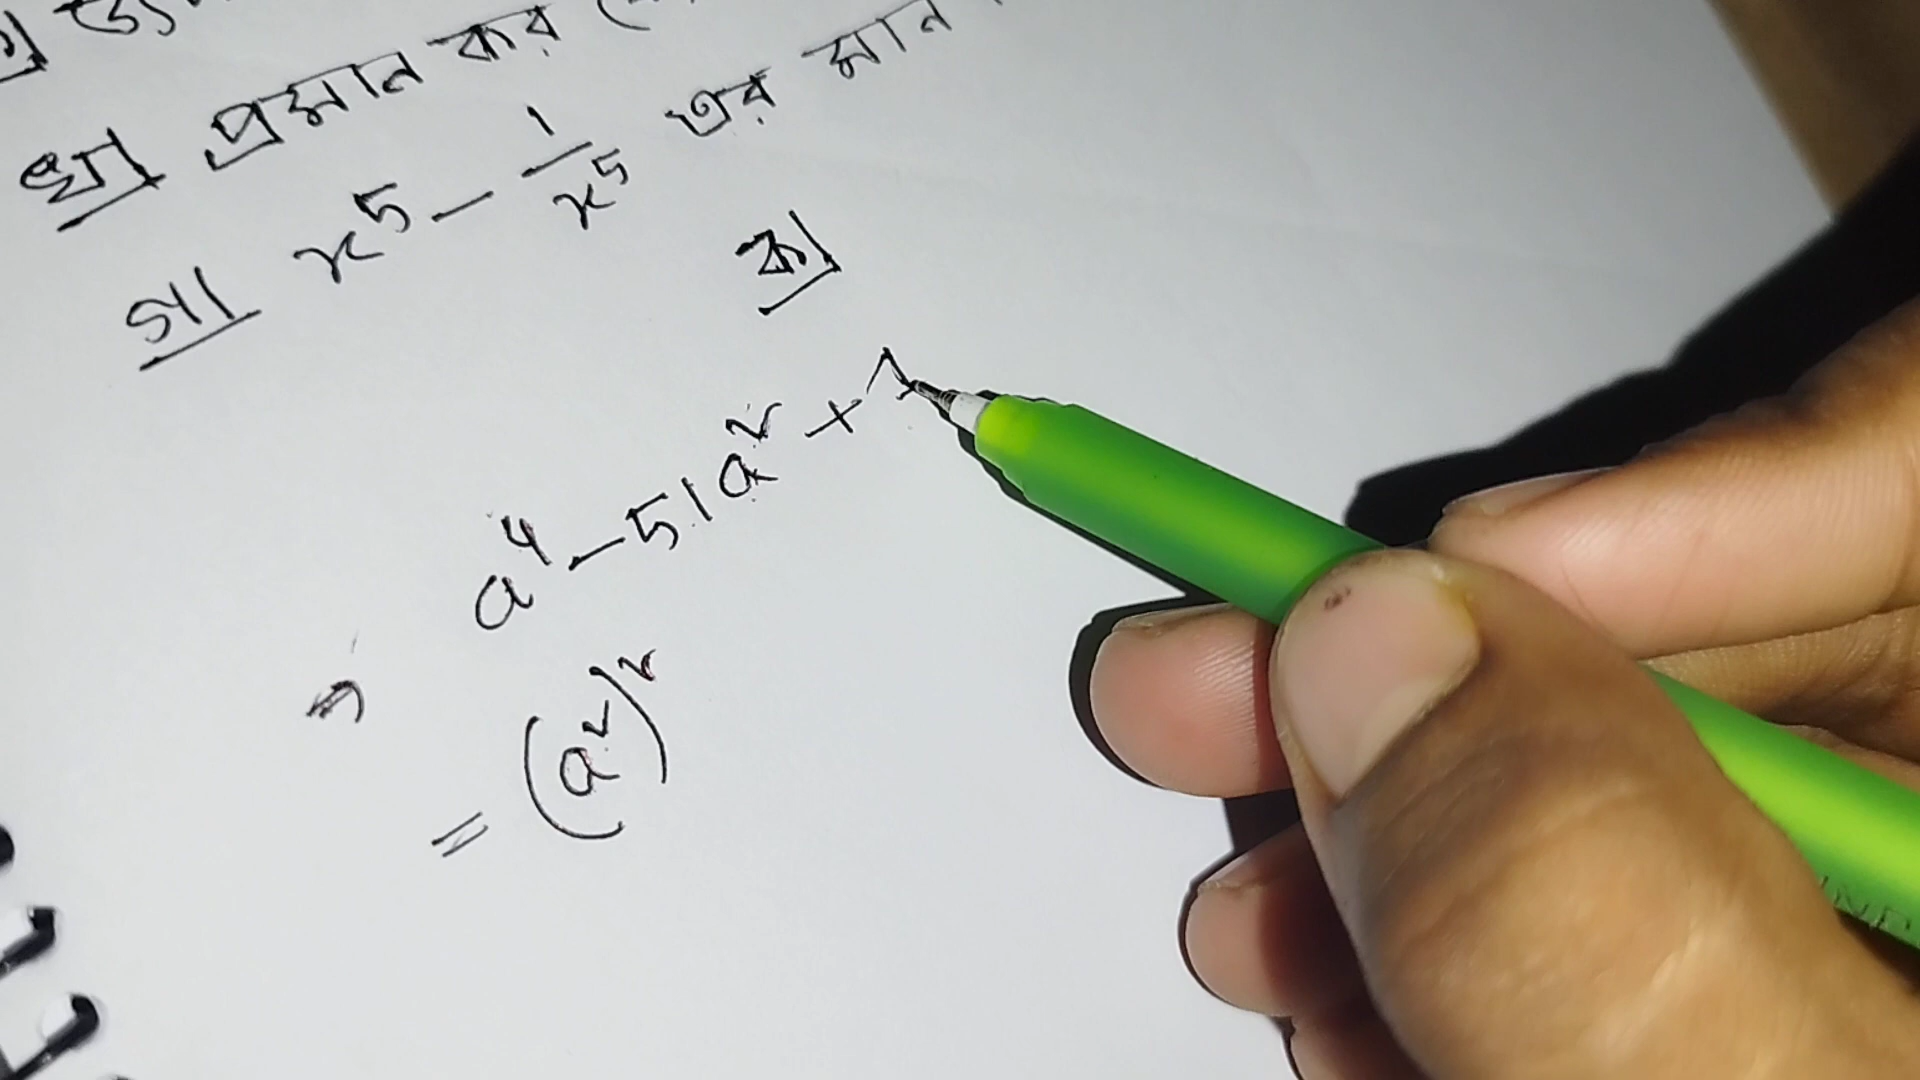 খ| প্রমান কর
গ| x⁵ - 1/x⁵ এর মান
ক|
a⁴ - 51a² + 1
= (a²)²